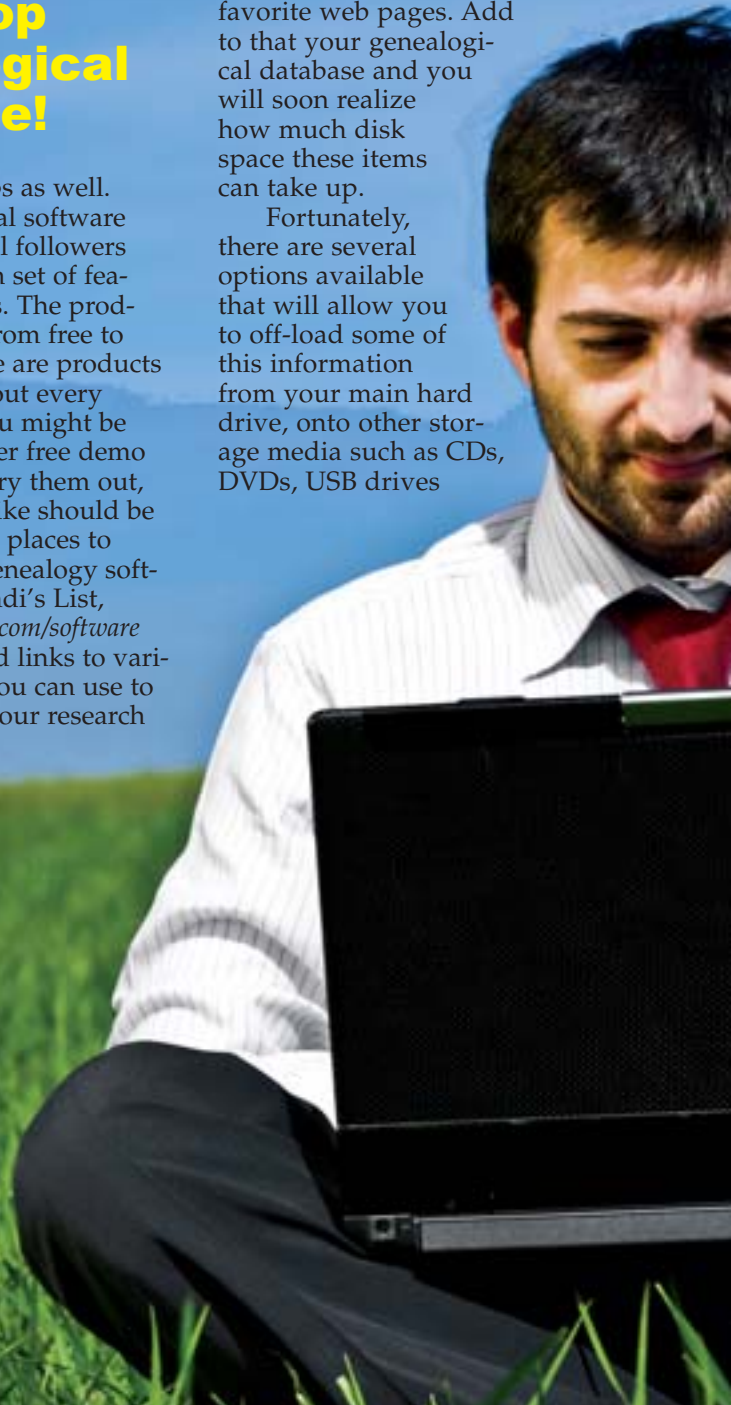 op
gical
e!
os as well.
al software
l followers
n set of fea-
s. The prod-
rom free to
e are products
out every
u might be
er free demo
ry them out,
ike should be
places to
enealogy soft-
di's List,
com/software
d links to vari-
ou can use to
our research
favorite web pages. Add
to that your genealogi-
cal database and you
will soon realize
how much disk
space these items
can take up.
Fortunately,
there are several
options available
that will allow you
to off-load some of
this information
from your main hard
drive, onto other stor-
age media such as CDs,
DVDs, USB drives